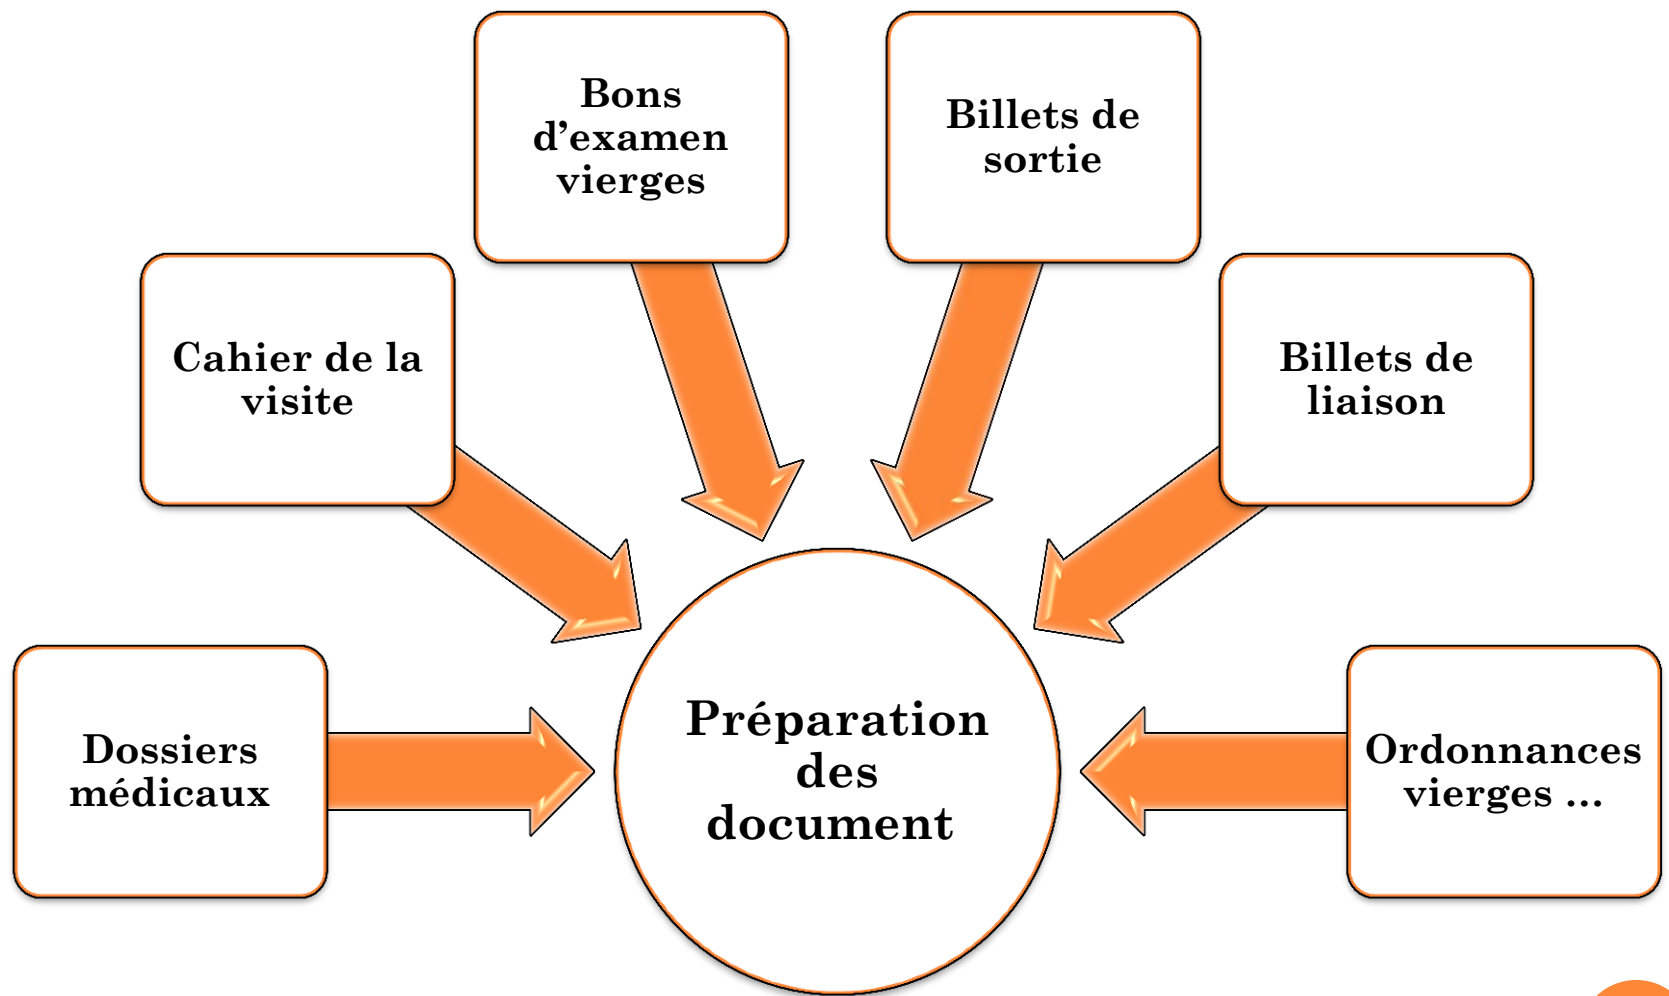 Bons
d’examen
vierges
Billets de
sortie
Cahier de la
visite
Billets de
liaison
Dossiers
médicaux
Préparation
des
document
Ordonnances
vierges ...